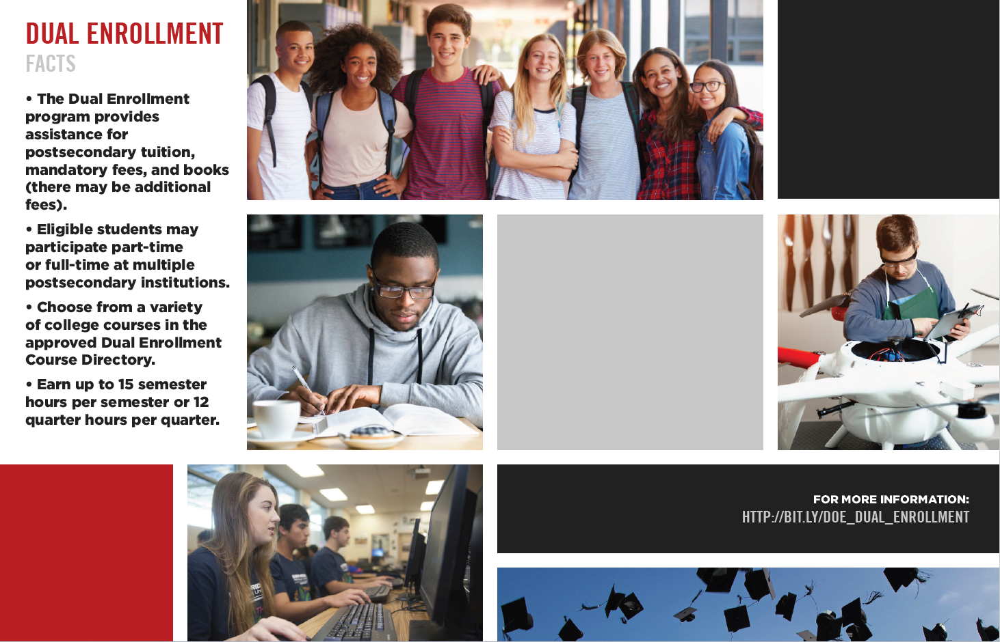 DUAL ENROLLMENT
FACTS
• The Dual Enrollment
program provides
assistance for
postsecondary tuition,
mandatory fees, and books
(there may be additional
fees).
• Eligible students may
participate part-time
or full-time at multiple
postsecondary institutions.
• Choose from a variety
of college courses in the
approved Dual Enrollment
Course Directory.
• Earn up to 15 semester
hours per semester or 12
quarter hours per quarter.
FOR MORE INFORMATION:
HTTP://BIT.LY/DOE_DUAL_ENROLLMENT